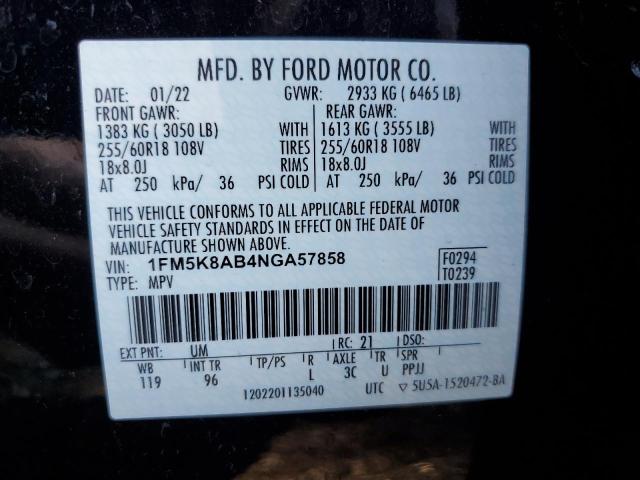 MFD. BY FORD MOTOR CO.
DATE: 01/22 GVWR: 2933 KG ( 6465 LB)
FRONT GAWR: REAR GAWR:
1383 KG ( 3050 LB) WITH 1613 KG ( 3555 LB) WITH
255/60R18 108V TIRES 255/60R18 108V TIRES
18x8.0J RIMS 18x8.0J RIMS
AT 250 kPa/ 36 PSI COLD AT 250 kPa/ 36 PSI COLD
THIS VEHICLE CONFORMS TO ALL APPLICABLE FEDERAL MOTOR
VEHICLE SAFETY STANDARDS IN EFFECT ON THE DATE OF
MANUFACTURE SHOWN ABOVE.
VIN: 1FM5K8AB4NGA57858 F0294
TYPE: MPV T0239
EXT PNT: UM RC: 21 DSO:
WB INT TR TP/PS R AXLE TR SPR
119 96 L 3C U PPJJ
1202201135040 UTC ▽ 5U5A-1520472-BA